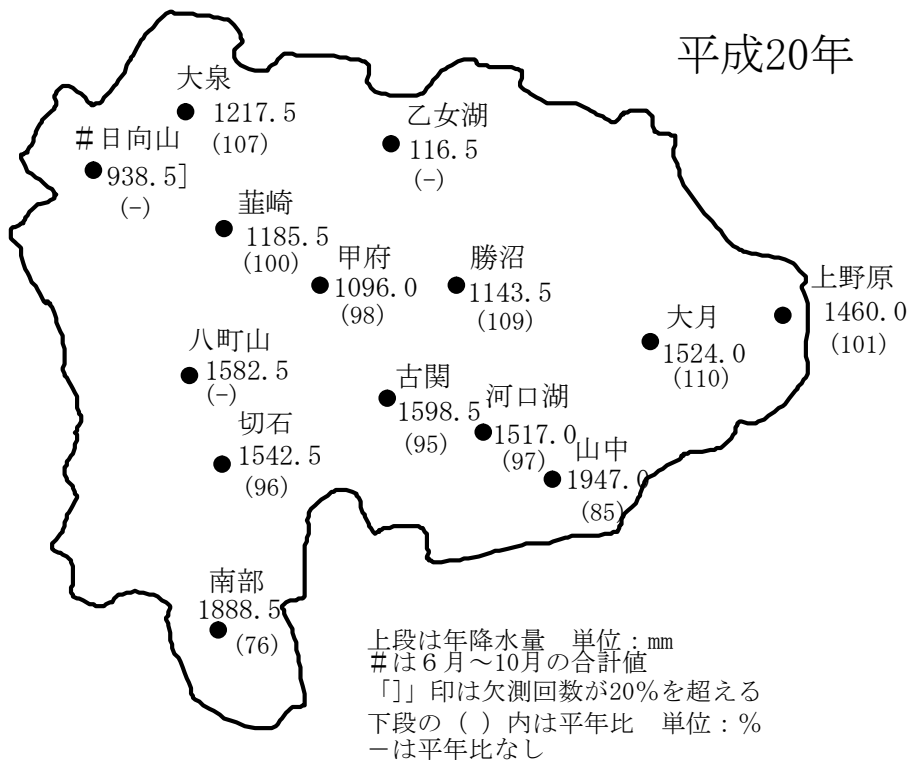 平成20年
大泉
1217.5
(107)
乙女湖
116.5
(-)
#日向山
938.5]
(-)
韮崎
1185.5
(100)
甲府
1096.0
(98)
勝沼
1143.5
(109)
上野原
1460.0
(101)
大月
1524.0
(110)
八町山
1582.5
(-)
古関
1598.5
(95)
河口湖
1517.0
(97)
切石
1542.5
(96)
山中
1947.0
(85)
南部
1888.5
(76)
上段は年降水量　単位:mm
#は6月～10月の合計値
「]」印は欠測回数が20%を超える
下段の ( ) 内は平年比　単位:%
-は平年比なし